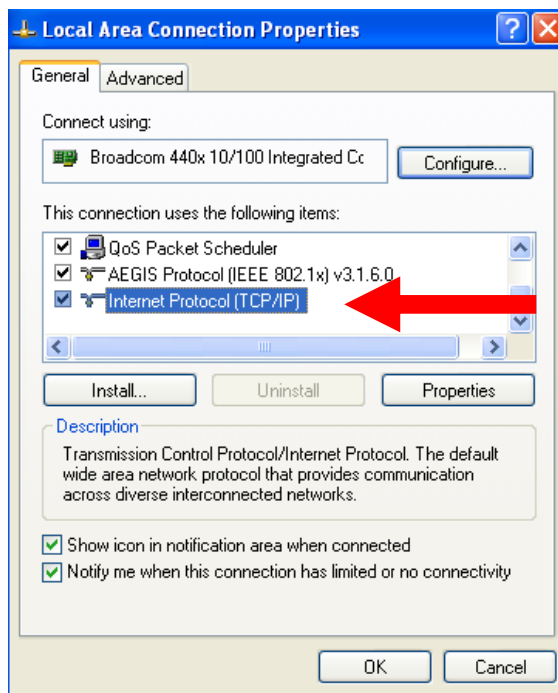 Local Area Connection Properties
General Advanced
Connect using:
Broadcom 440x 10/100 Integrated Cc
Configure...
This connection uses the following items:
QoS Packet Scheduler
AEGIS Protocol (IEEE 802.1x) v3.1.6.0
Internet Protocol (TCP/IP)
Install... Uninstall Properties
Description
Transmission Control Protocol/Internet Protocol. The default
wide area network protocol that provides communication
across diverse interconnected networks.
Show icon in notification area when connected
Notify me when this connection has limited or no connectivity
OK Cancel